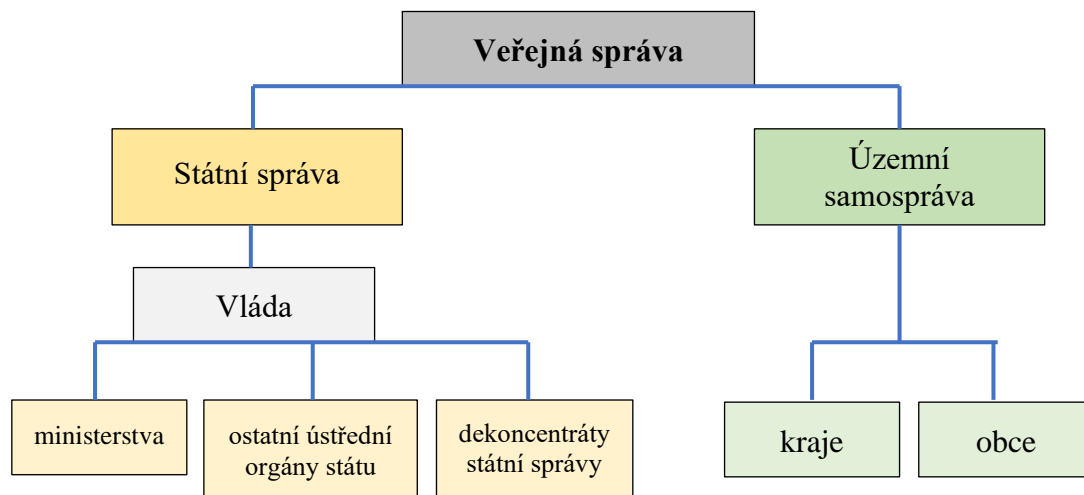 Veřejná správa
Státní správa
Územní
samospráva
Vláda
ministerstva
ostatní ústřední
orgány státu
dekoncentráty
státní správy
kraje
obce